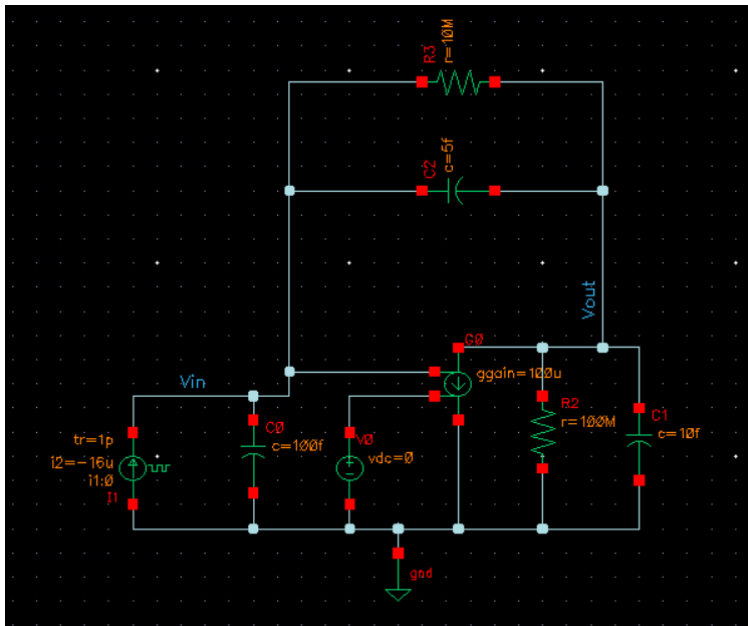 R3
r=10M
C2
c=5f
Vout
G0
ggain=100u
Vin
tr=1p
i2=-16u
i1:0
I1
C0
c=100f
V0
vdc=0
R2
r=100M
C1
c=10f
gnd